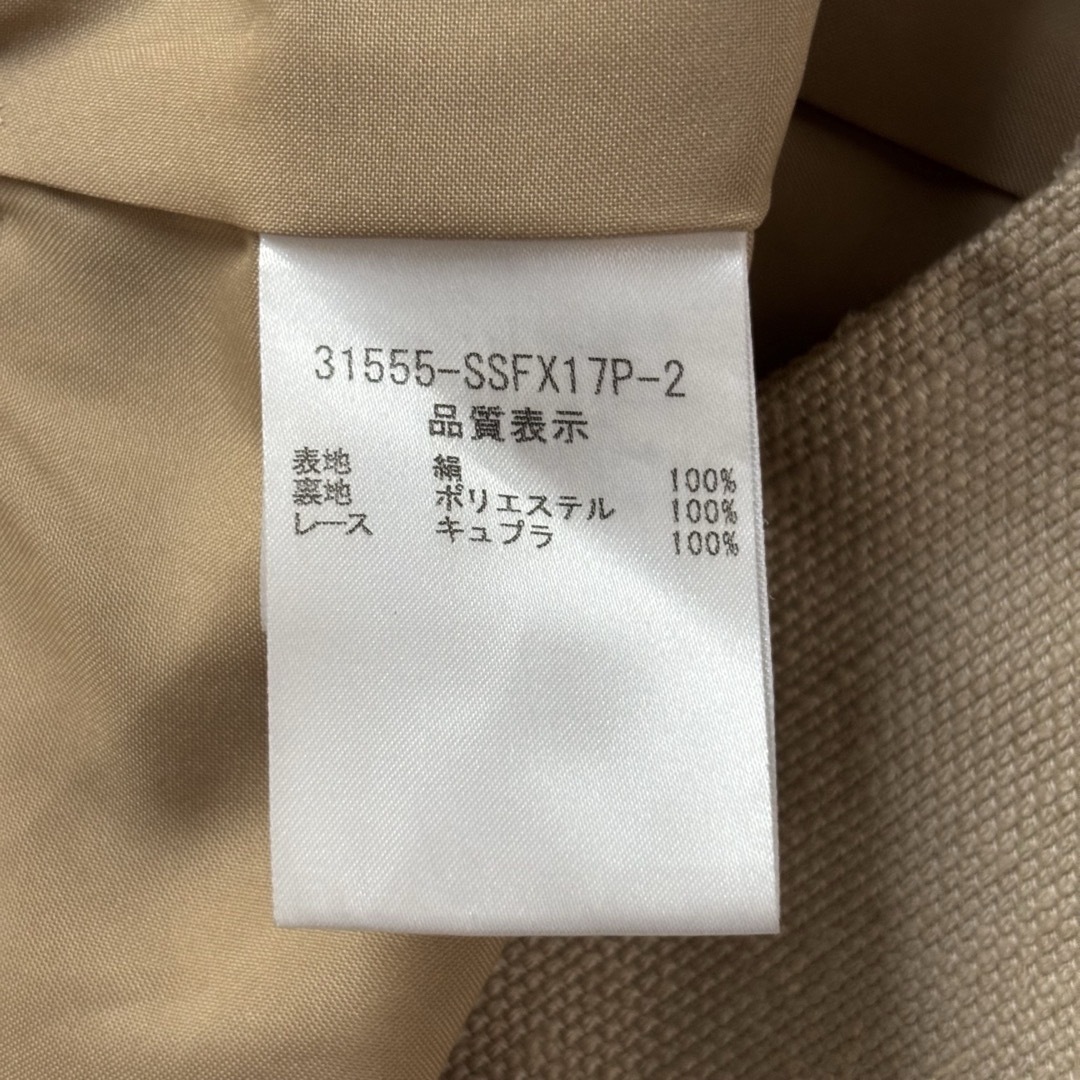 31555-SSFX17P-2
品質表示
表地 絹 100%
裏地 ポリエステル 100%
レース キュプラ 100%